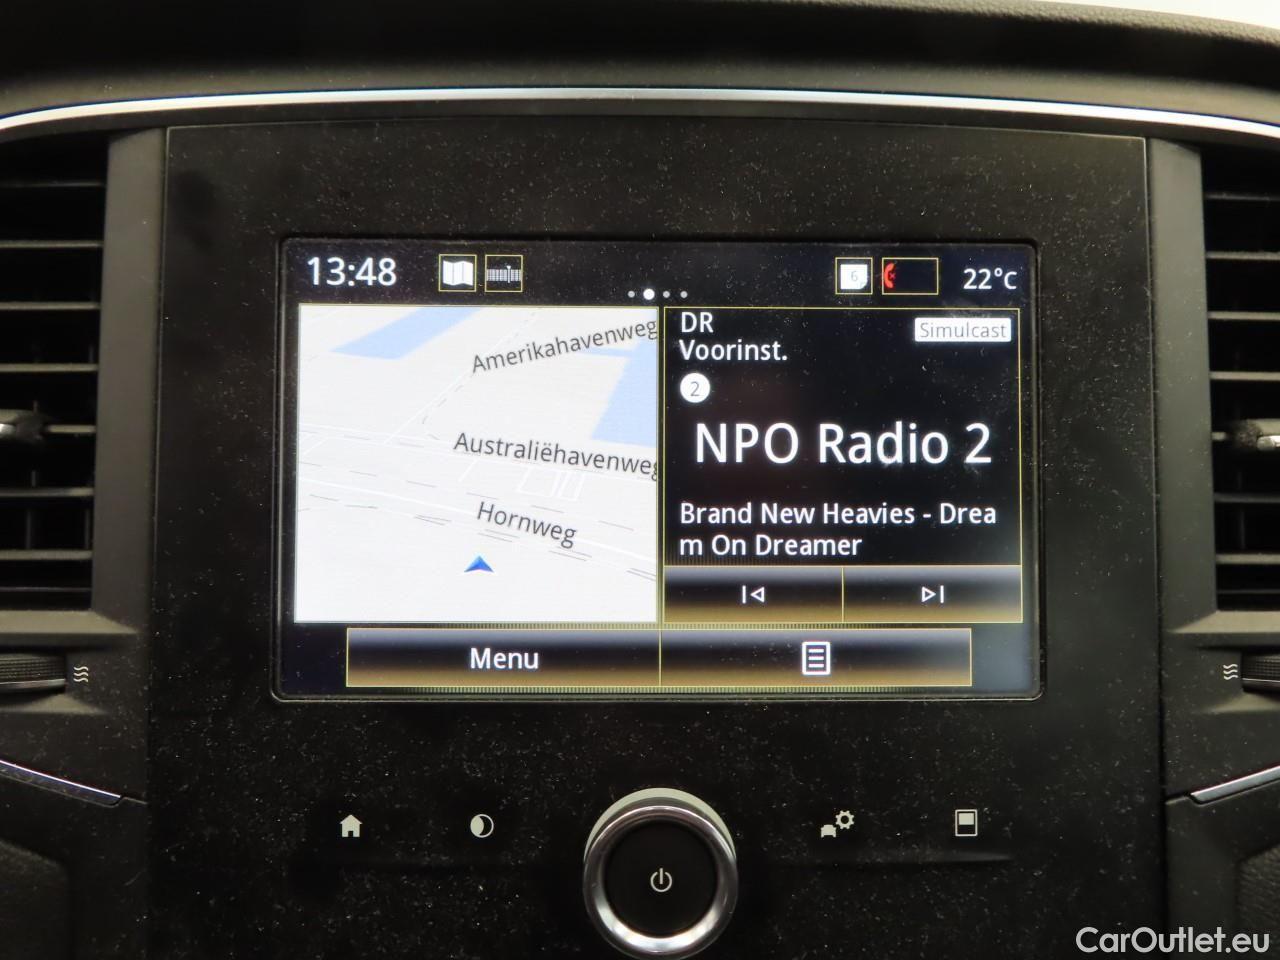 13:48
6
22°C
Amerikahavenweg
Australiëhavenweg
Hornweg
DR
Simulcast
Voorinst.
2
NPO Radio 2
Brand New Heavies - Drea
m On Dreamer
Menu
CarOutlet.eu